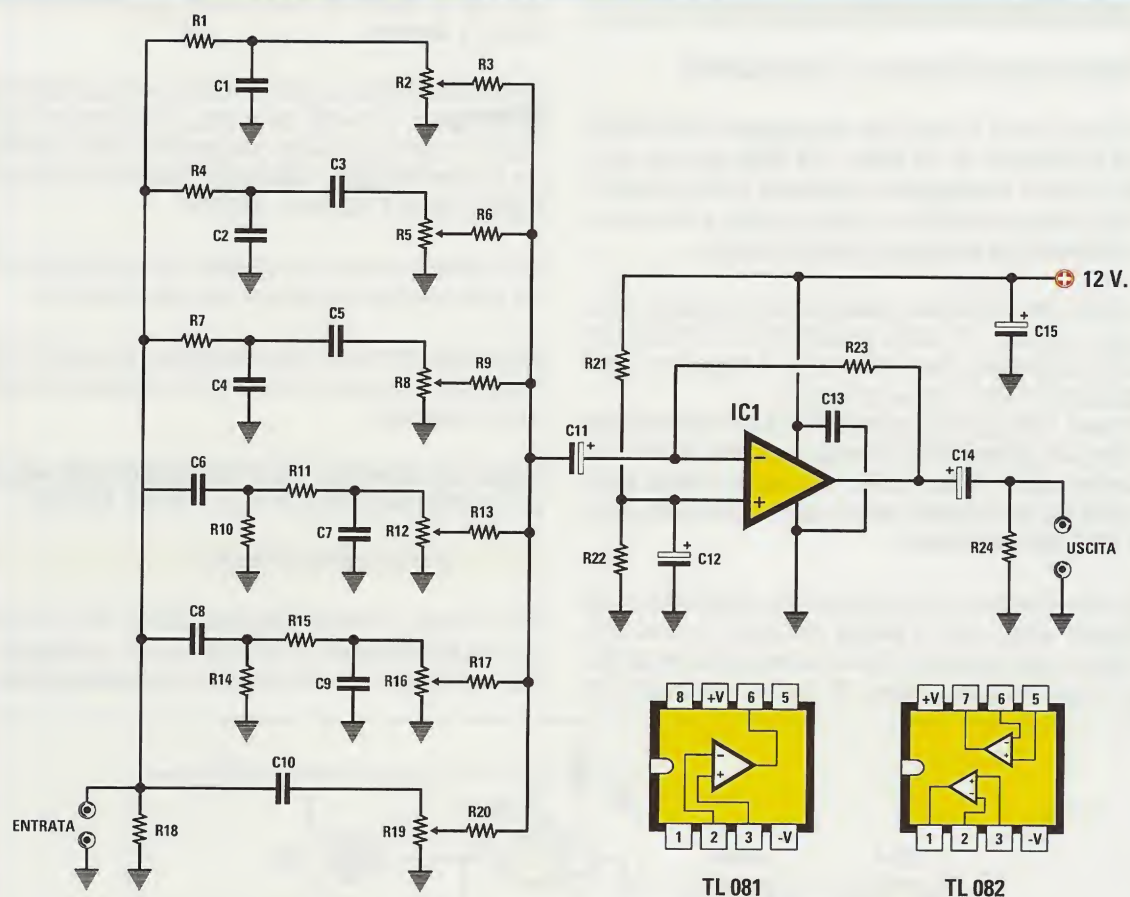 R1
C1
R2
R3
R4
C3
C2
R5
R6
R7
C5
C4
R8
R9
C6
R11
R10
C7
R12
R13
C8
R15
R14
C9
R16
R17
C10
ENTRATA
R18
R19
R20
12 V.
C15
R21
R23
IC1
C13
C11
+
−
+
+
C14
R22
+
C12
R24
USCITA
+
8 +V 6 5
−
+
1 2 3 -V
TL 081
+V 7 6 5
−
+
+
−
1 2 3 -V
TL 082